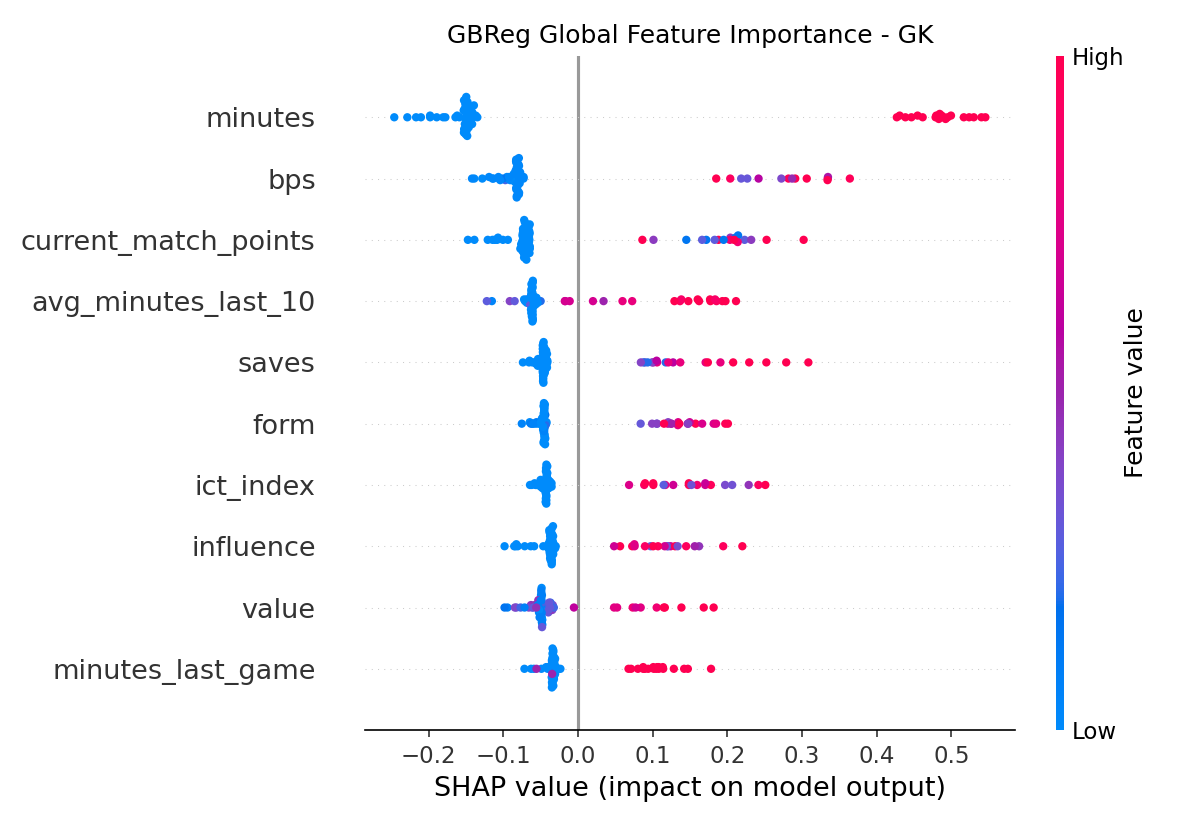 GBReg Global Feature Importance - GK
High
minutes
bps
current_match_points
avg_minutes_last_10
saves
form
ict_index
influence
value
minutes_last_game
Feature value
Low
−0.2 −0.1 0.0 0.1 0.2 0.3 0.4 0.5
SHAP value (impact on model output)